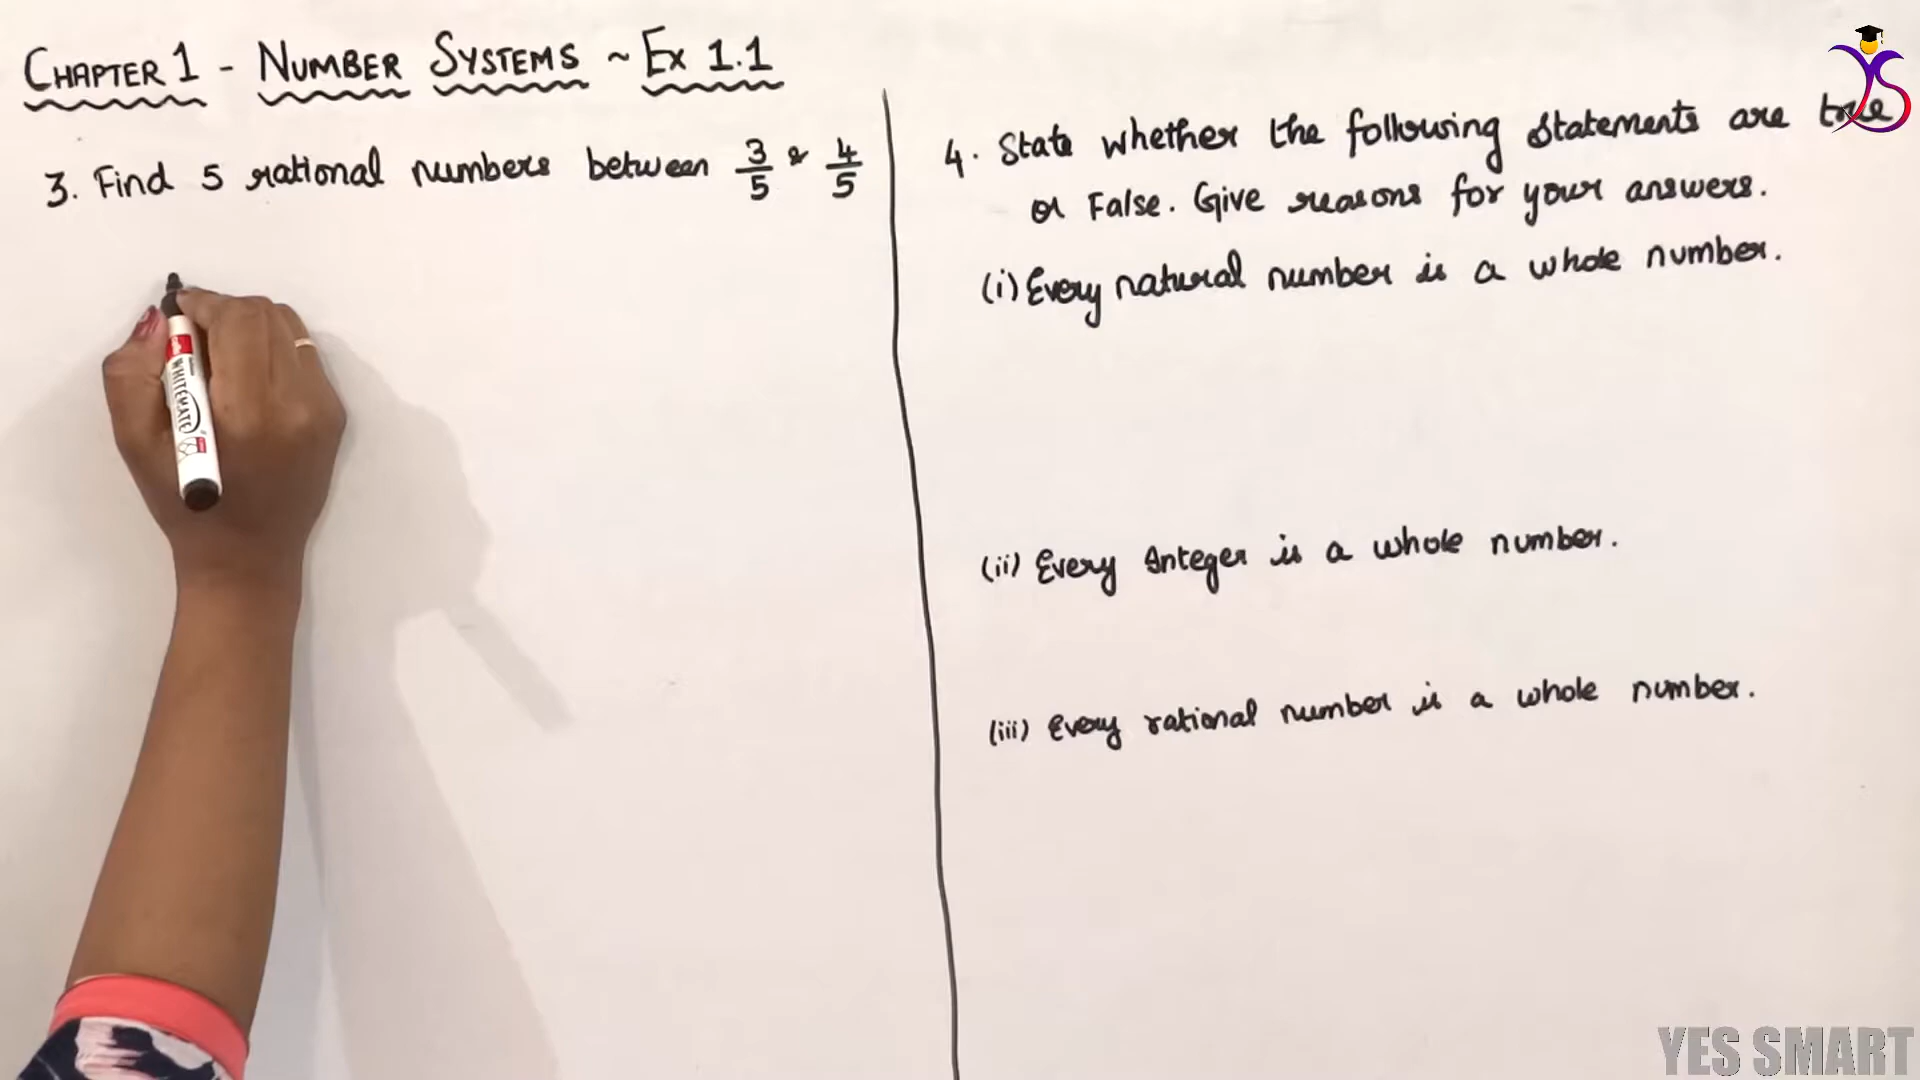 CHAPTER 1 - NUMBER SYSTEMS ~ Ex 1.1
3. Find 5 rational numbers between 3/5 & 4/5
4. State whether the following statements are true
or False. Give reasons for your answers.
(i) Every natural number is a whole number.
(ii) Every Integer is a whole number.
(iii) Every rational number is a whole number.
WHITEMATE
YS
YES SMART